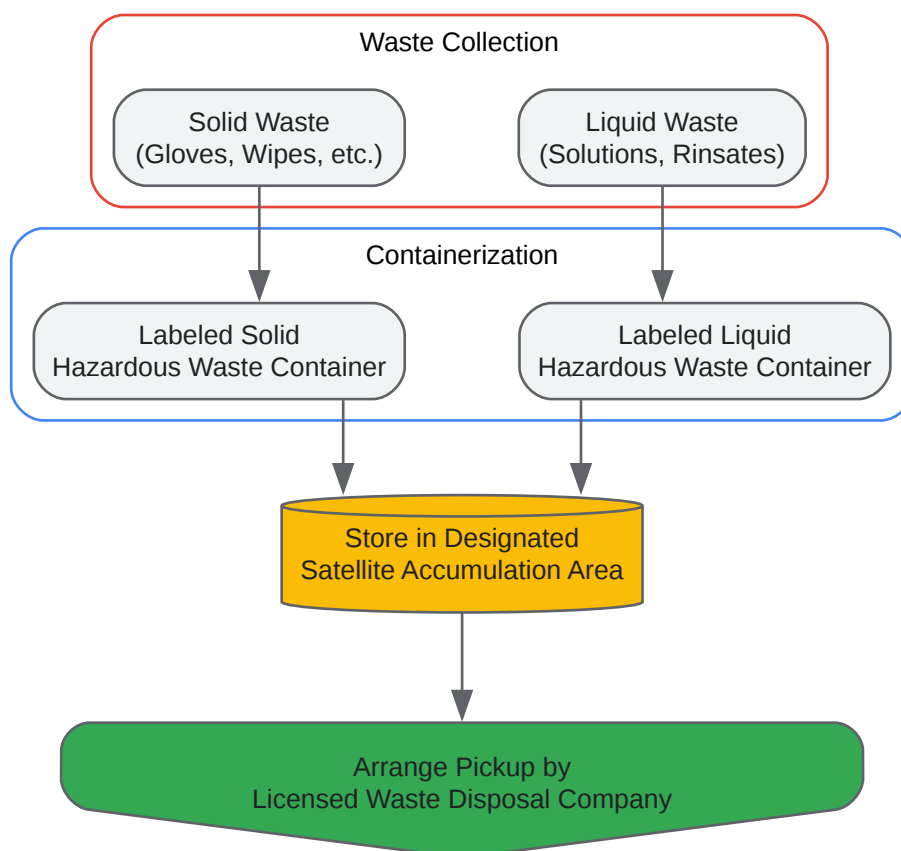 Waste Collection
Solid Waste
(Gloves, Wipes, etc.)
Liquid Waste
(Solutions, Rinsates)
Containerization
Labeled Solid
Hazardous Waste Container
Labeled Liquid
Hazardous Waste Container
Store in Designated
Satellite Accumulation Area
Arrange Pickup by
Licensed Waste Disposal Company